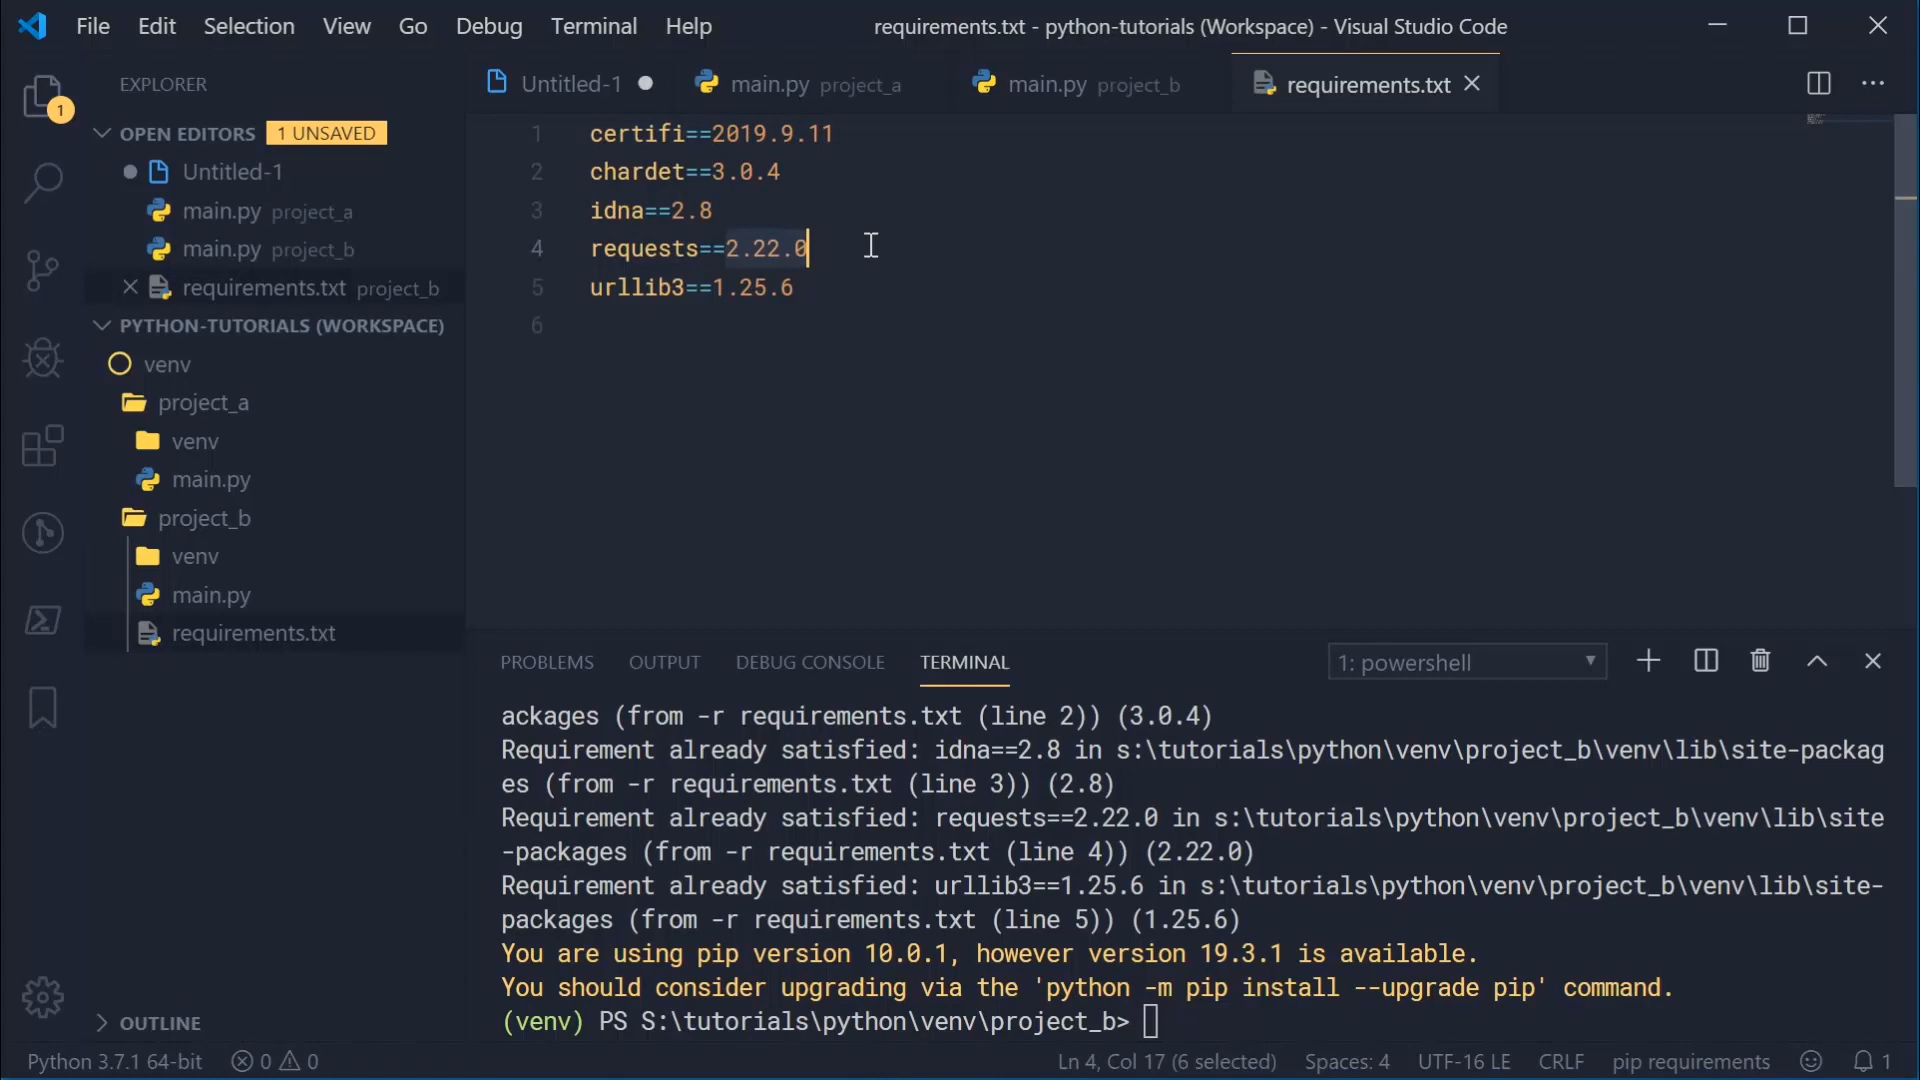 File Edit Selection View Go Debug Terminal Help requirements.txt - python-tutorials (Workspace) - Visual Studio Code
EXPLORER
1
OPEN EDITORS 1 UNSAVED
Untitled-1
main.py project_a
main.py project_b
requirements.txt project_b
PYTHON-TUTORIALS (WORKSPACE)
venv
project_a
venv
main.py
project_b
venv
main.py
requirements.txt
OUTLINE
Untitled-1 main.py project_a main.py project_b requirements.txt
1 certifi==2019.9.11
2 chardet==3.0.4
3 idna==2.8
4 requests==2.22.0
5 urllib3==1.25.6
6
PROBLEMS OUTPUT DEBUG CONSOLE TERMINAL 1: powershell
ackages (from -r requirements.txt (line 2)) (3.0.4)
Requirement already satisfied: idna==2.8 in s:\tutorials\python\venv\project_b\venv\lib\site-packag
es (from -r requirements.txt (line 3)) (2.8)
Requirement already satisfied: requests==2.22.0 in s:\tutorials\python\venv\project_b\venv\lib\site
-packages (from -r requirements.txt (line 4)) (2.22.0)
Requirement already satisfied: urllib3==1.25.6 in s:\tutorials\python\venv\project_b\venv\lib\site-
packages (from -r requirements.txt (line 5)) (1.25.6)
You are using pip version 10.0.1, however version 19.3.1 is available.
You should consider upgrading via the 'python -m pip install --upgrade pip' command.
(venv) PS S:\tutorials\python\venv\project_b>
Python 3.7.1 64-bit 0 0 Ln 4, Col 17 (6 selected) Spaces: 4 UTF-16 LE CRLF pip requirements 1